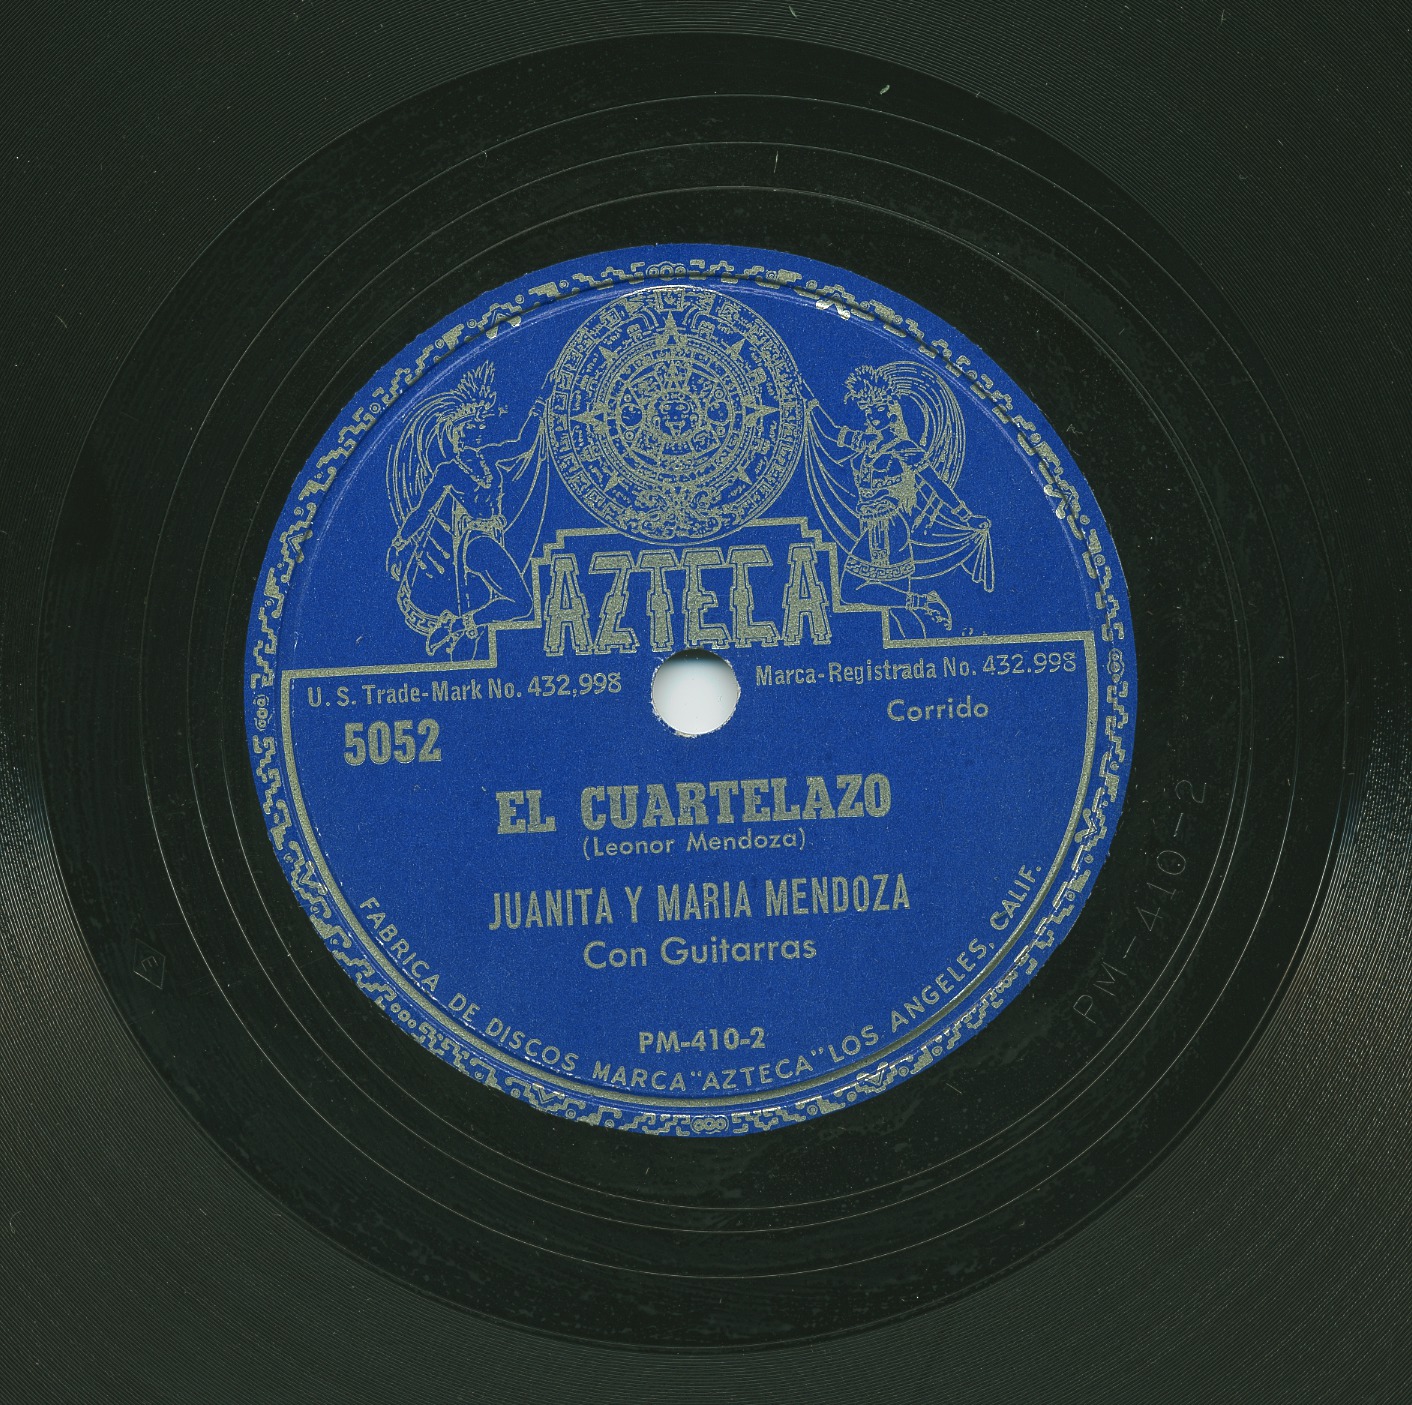 AZTECA
U. S. Trade-Mark No. 432,998
Marca-Registrada No. 432.998
5052
Corrido
EL CUARTELAZO
(Leonor Mendoza)
JUANITA Y MARIA MENDOZA
Con Guitarras
PM-410-2
FABRICA DE DISCOS MARCA "AZTECA" LOS ANGELES, CALIF.
PM-410-2
E